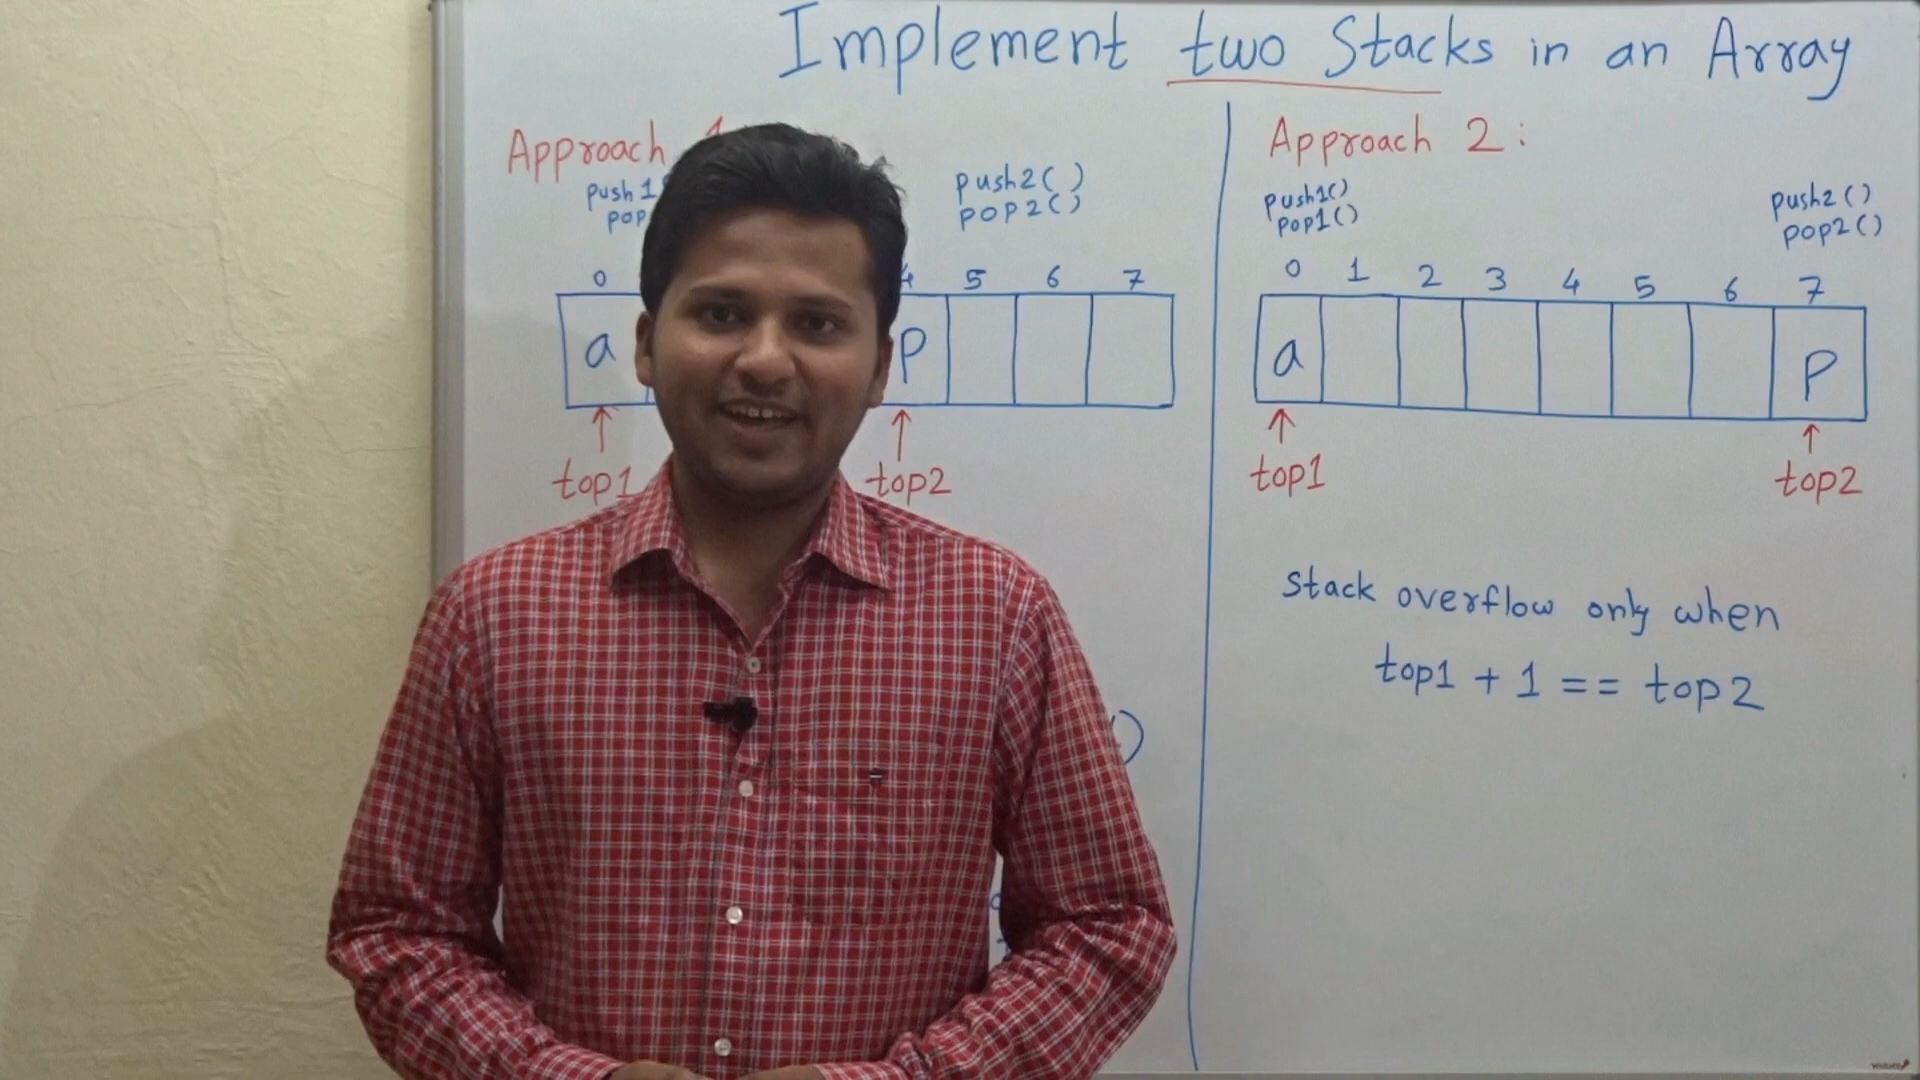 Implement two Stacks in an Array
Approach
push1
pop
push2()
pop2()
0 4 5 6 7
a p
top1 top2
Approach 2:
push1()
pop1()
push2()
pop2()
0 1 2 3 4 5 6 7
a p
top1 top2
Stack overflow only when
top1 + 1 == top2